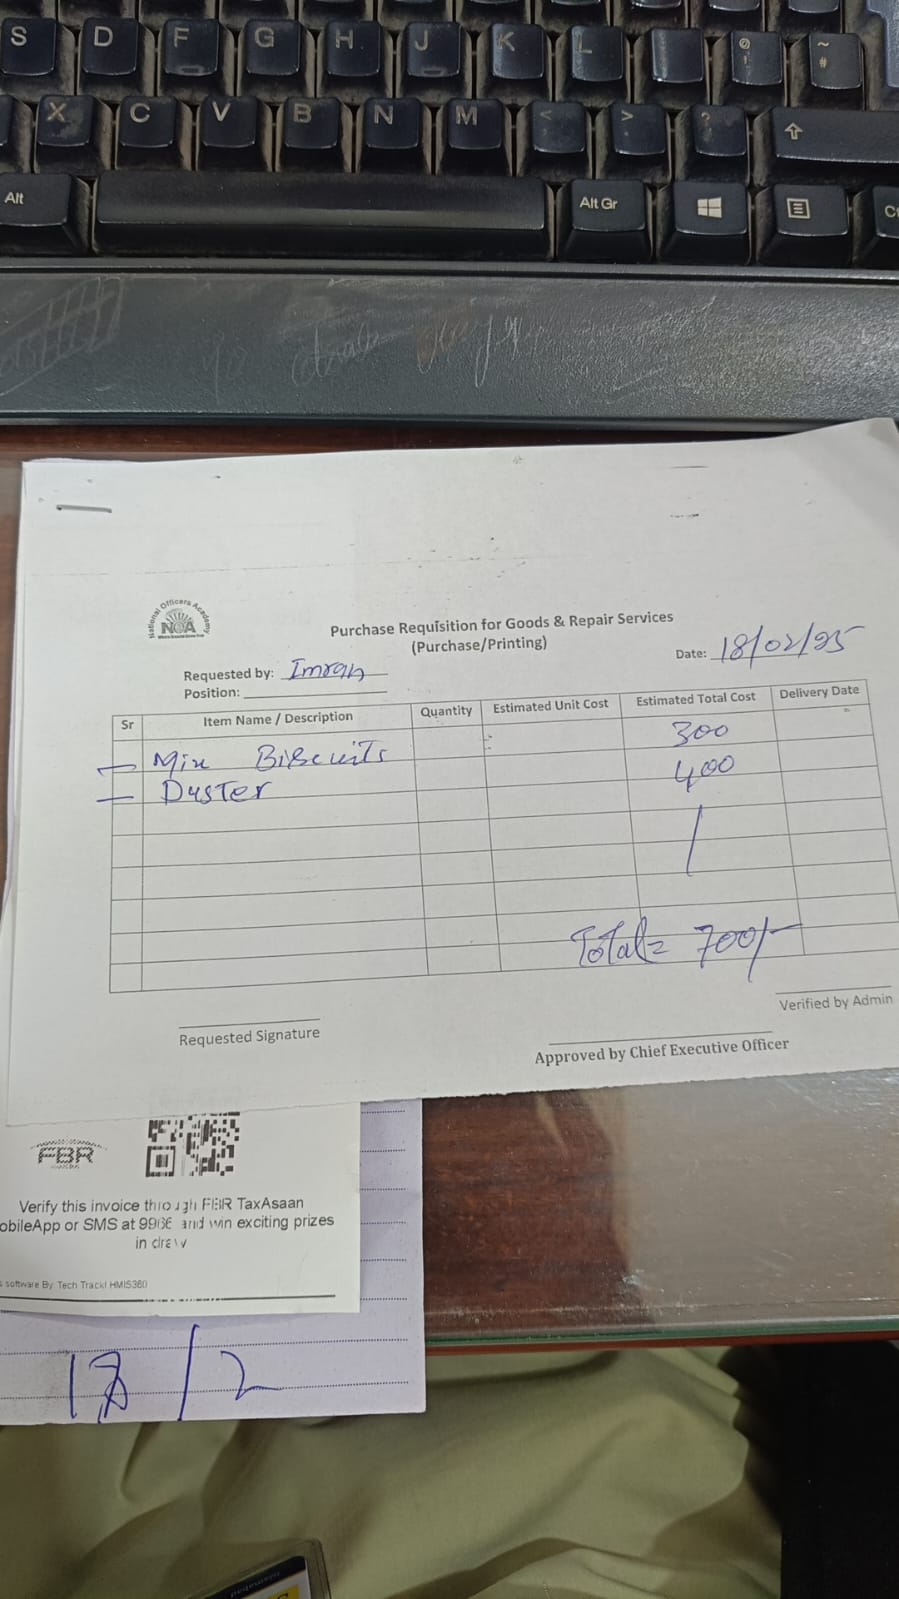 S D F G H J K L
X C V B N M < > ?
Alt Alt Gr
National Officers Academy
NOA
Purchase Requisition for Goods & Repair Services
(Purchase/Printing)
Requested by: Imran
Date: 18/02/25
Position:
Sr Item Name / Description Quantity Estimated Unit Cost Estimated Total Cost Delivery Date
— Mix Biscuits 300
— Duster 400
Total= 700/-
Requested Signature
Approved by Chief Executive Officer
Verified by Admin
FBR
Verify this invoice through FBR TaxAsaan
obileApp or SMS at 9966 and win exciting prizes
in draw
software By. Tech Track! HMIS360
18/2